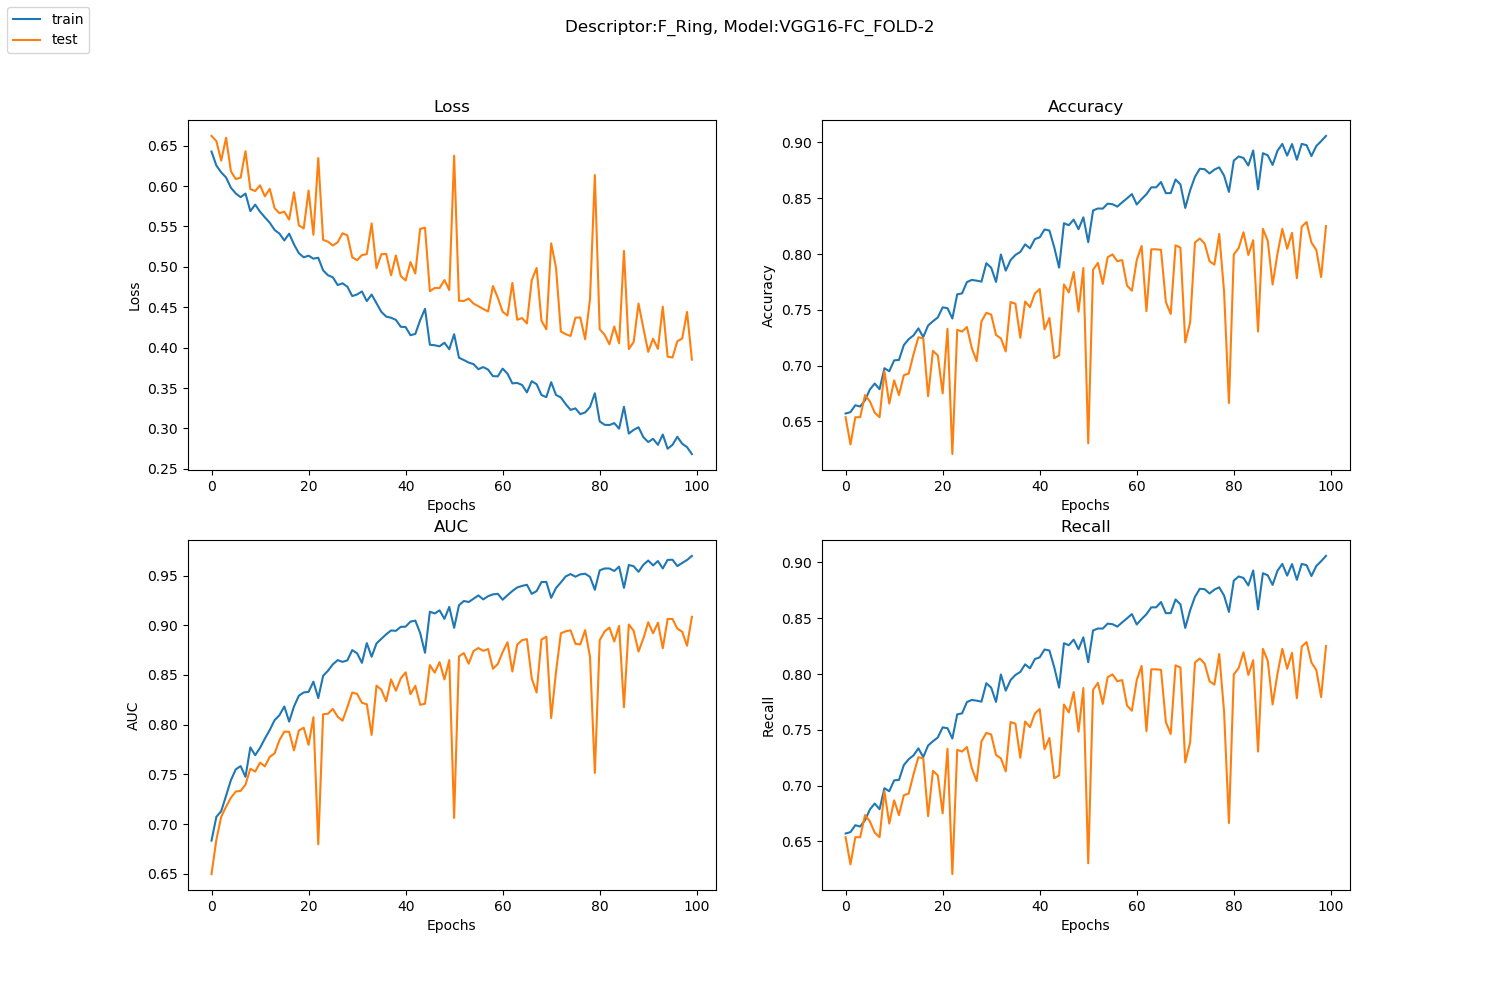 train
test
Descriptor:F_Ring, Model:VGG16-FC_FOLD-2
Loss
Loss
0.65
0.60
0.55
0.50
0.45
0.40
0.35
0.30
0.25
0 20 40 60 80 100
Epochs
Accuracy
Accuracy
0.90
0.85
0.80
0.75
0.70
0.65
0 20 40 60 80 100
Epochs
AUC
AUC
0.95
0.90
0.85
0.80
0.75
0.70
0.65
0 20 40 60 80 100
Epochs
Recall
Recall
0.90
0.85
0.80
0.75
0.70
0.65
0 20 40 60 80 100
Epochs